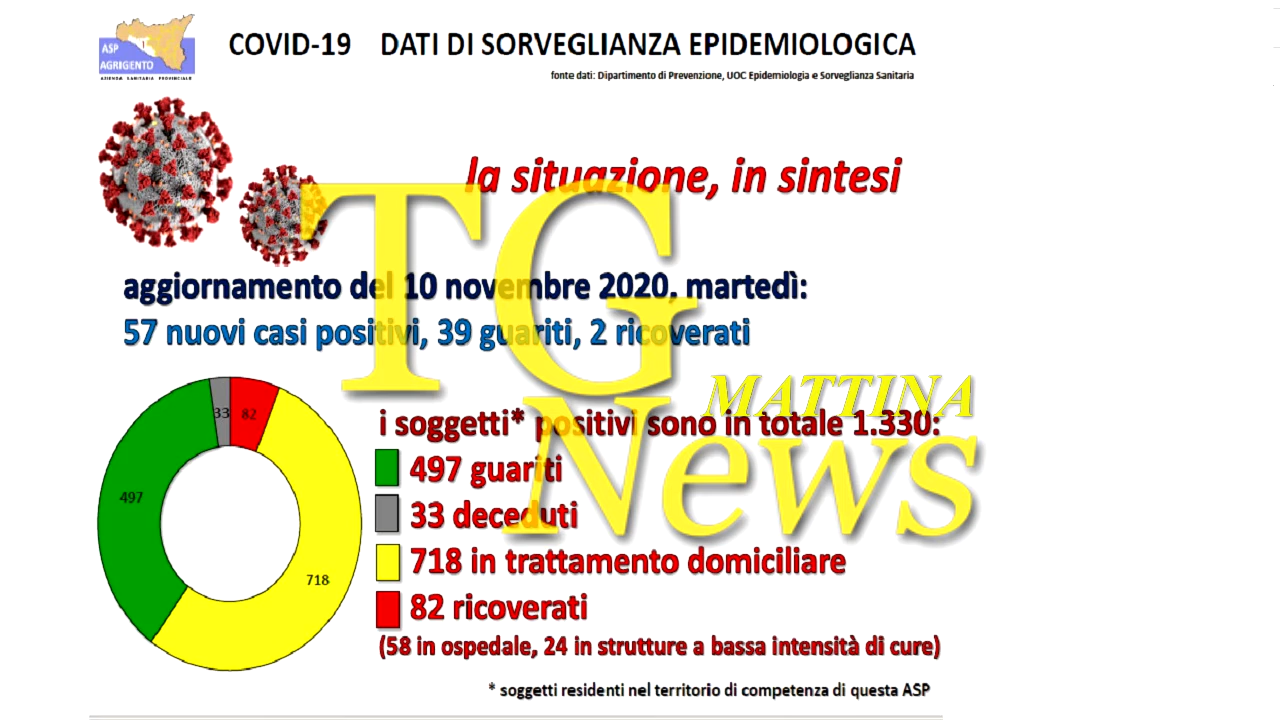 ASP
AGRIGENTO
AZIENDA SANITARIA PROVINCIALE
COVID-19 DATI DI SORVEGLIANZA EPIDEMIOLOGICA
fonte dati: Dipartimento di Prevenzione, UOC Epidemiologia e Sorveglianza Sanitaria
la situazione, in sintesi
TG
aggiornamento del 10 novembre 2020, martedì:
57 nuovi casi positivi, 39 guariti, 2 ricoverati
MATTINA
News
33
82
497
718
i soggetti* positivi sono in totale 1.330:
497 guariti
33 deceduti
718 in trattamento domiciliare
82 ricoverati
(58 in ospedale, 24 in strutture a bassa intensità di cure)
* soggetti residenti nel territorio di competenza di questa ASP